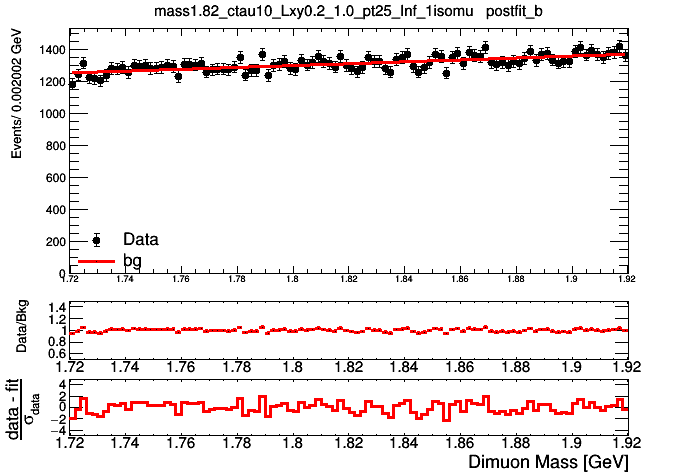 mass1.82_ctau10_Lxy0.2_1.0_pt25_Inf_1isomu postfit_b
Events/ 0.002002 GeV
1400
1200
1000
800
600
400
200
0
Data
bg
1.72 1.74 1.76 1.78 1.8 1.82 1.84 1.86 1.88 1.9 1.92
Data/Bkg
1.4
1.2
1
0.8
0.6
1.72 1.74 1.76 1.78 1.8 1.82 1.84 1.86 1.88 1.9 1.92
data - fit
σdata
4
2
0
−2
−4
1.72 1.74 1.76 1.78 1.8 1.82 1.84 1.86 1.88 1.9 1.92
Dimuon Mass [GeV]